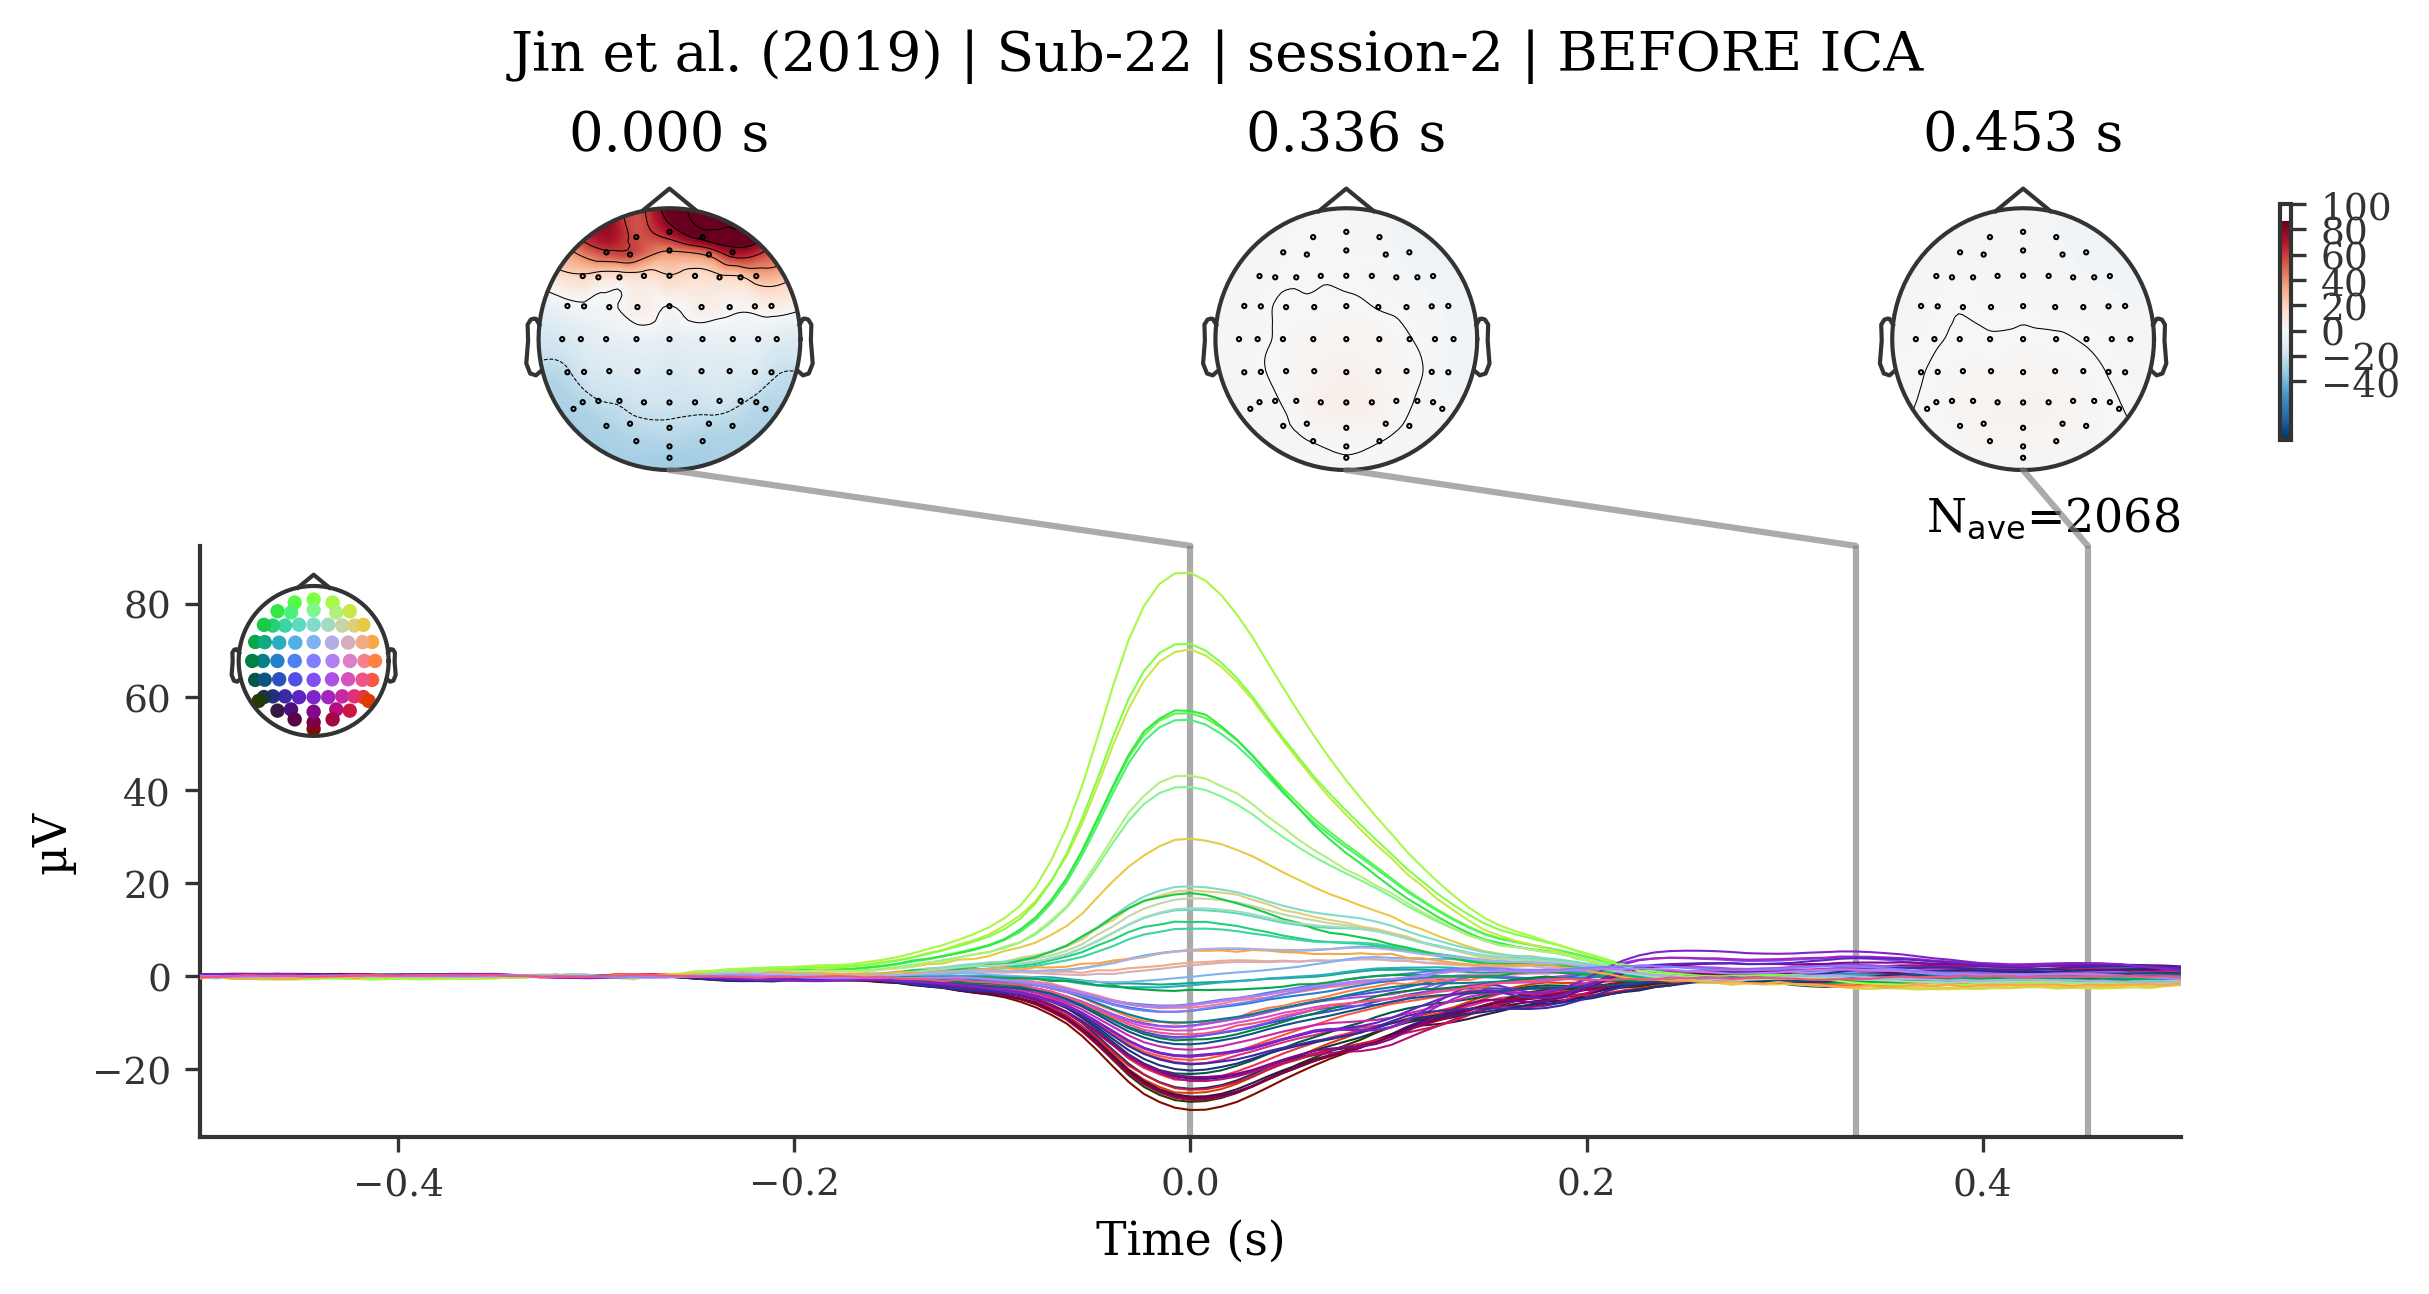 Jin et al. (2019) | Sub-22 | session-2 | BEFORE ICA
0.000 s
0.336 s
0.453 s
100
80
60
40
20
0
−20
−40
Nave=2068
80
60
40
20
0
−20
µV
−0.4
−0.2
0.0
0.2
0.4
Time (s)